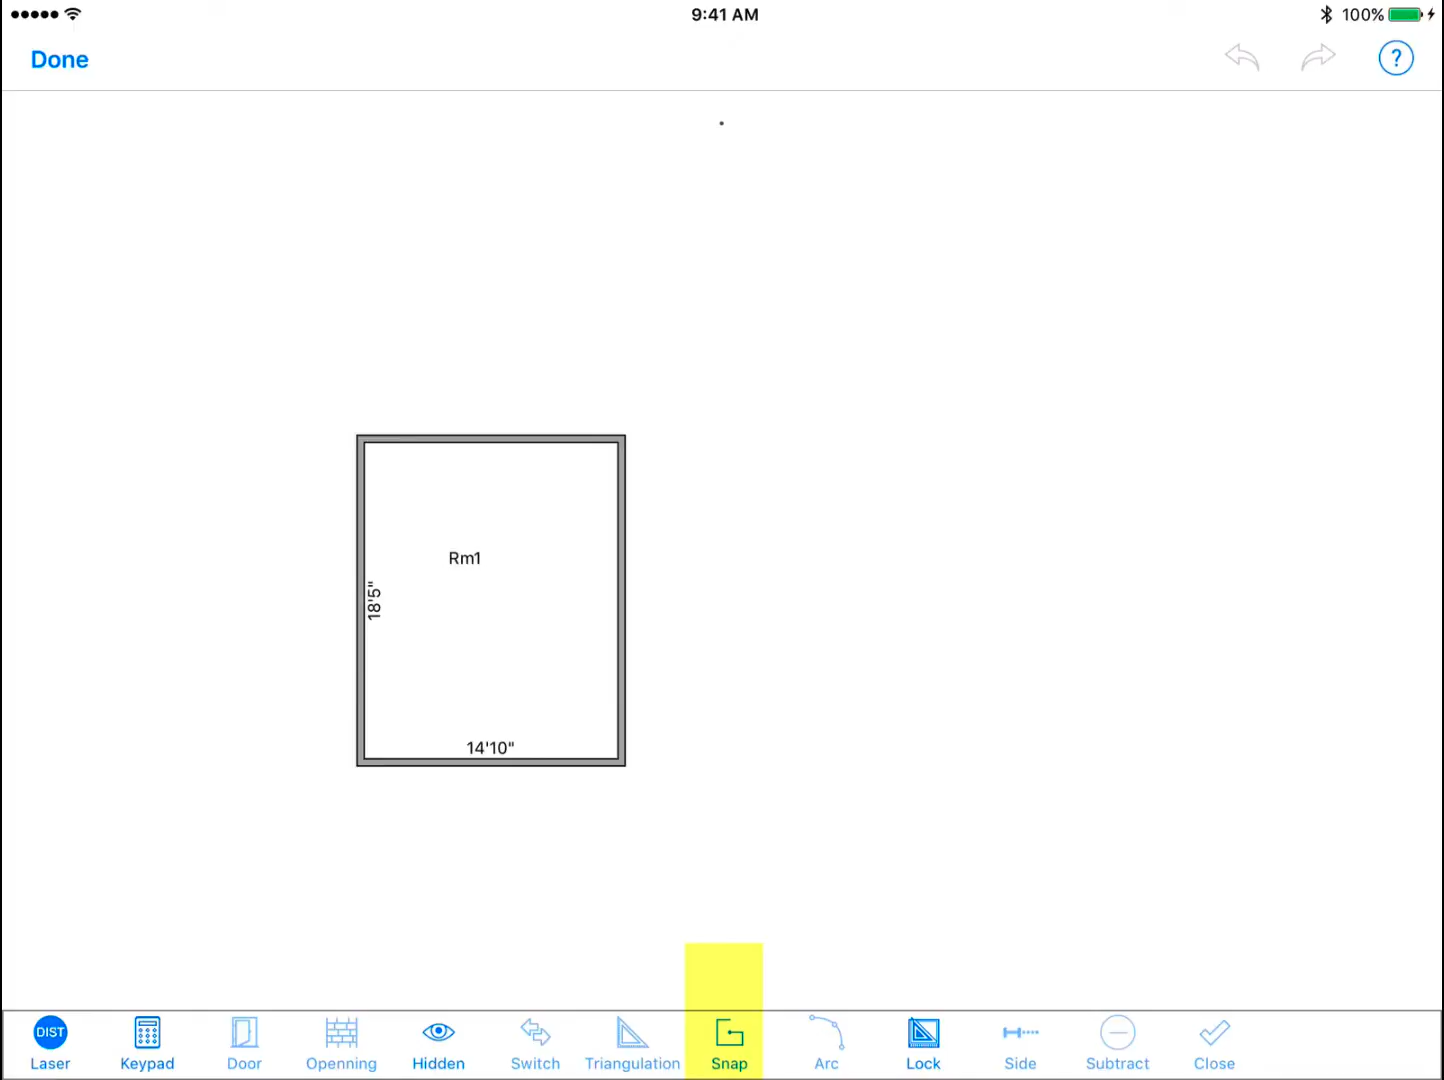 9:41 AM
100%
Done
?
Rm1
18'5"
14'10"
DIST
Laser
Keypad
Door
Openning
Hidden
Switch
Triangulation
Snap
Arc
Lock
Side
Subtract
Close